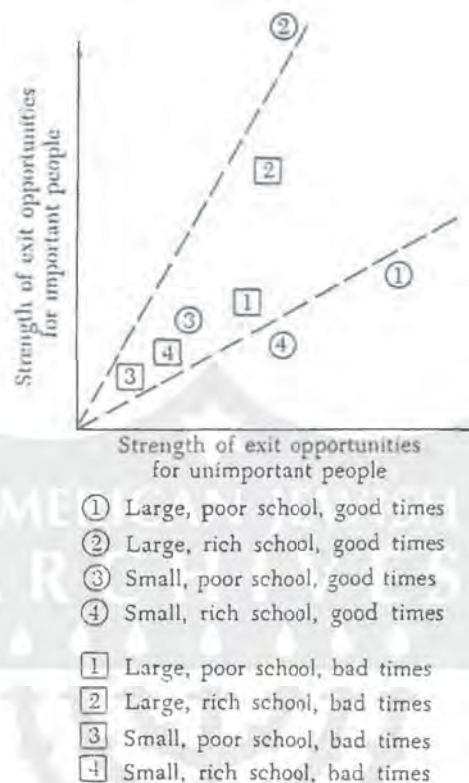 Strength of exit opportunities
for important people
②
2
①
1
③
④
4
3
Strength of exit opportunities
for unimportant people
① Large, poor school, good times
② Large, rich school, good times
③ Small, poor school, good times
④ Small, rich school, good times
1 Large, poor school, bad times
2 Large, rich school, bad times
3 Small, poor school, bad times
4 Small, rich school, bad times
AMERICAN JEWISH
ARCHIVES